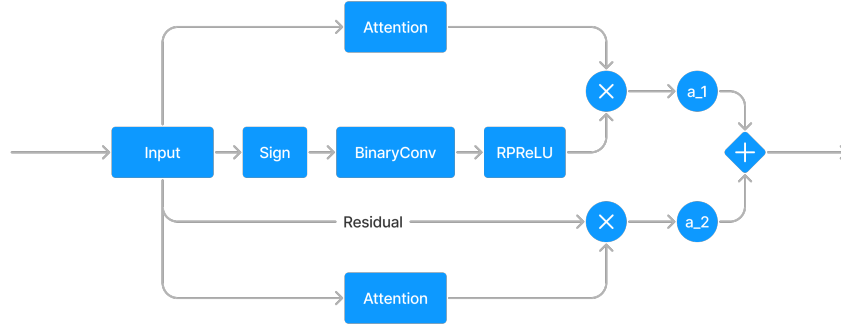 Attention
a_1
Input
Sign
BinaryConv
RPReLU
Residual
a_2
Attention